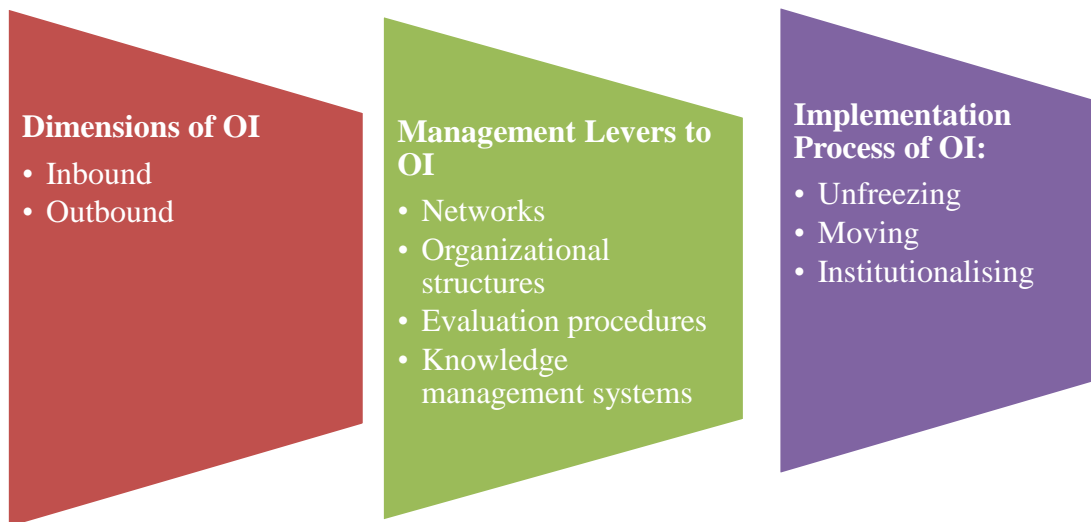 Dimensions of OI
• Inbound
• Outbound
Management Levers to
OI
• Networks
• Organizational
structures
• Evaluation procedures
• Knowledge
management systems
Implementation
Process of OI:
• Unfreezing
• Moving
• Institutionalising